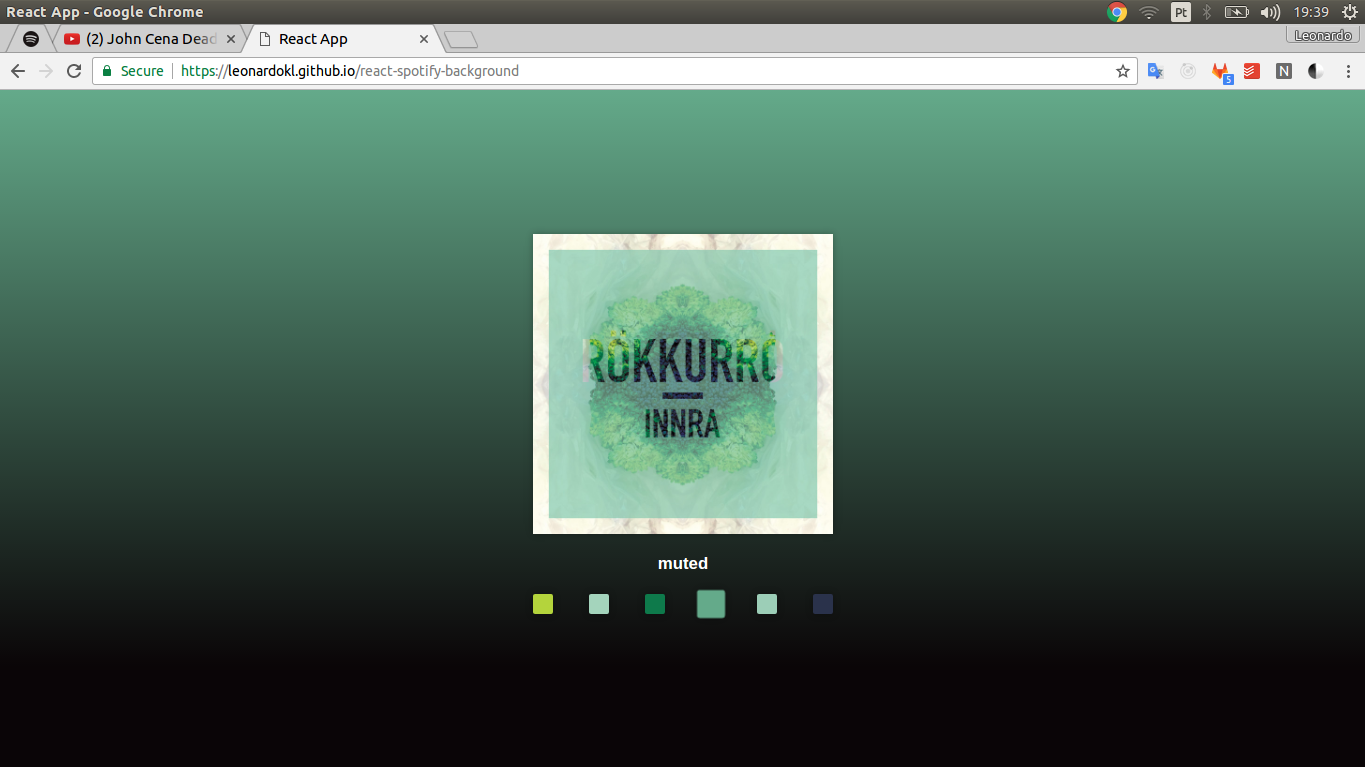 React App - Google Chrome
Pt
19:39
(2) John Cena Dead
React App
Leonardo
Secure
https://leonardokl.github.io/react-spotify-background
5
N
RÖKKURRÓ
INNRA
muted